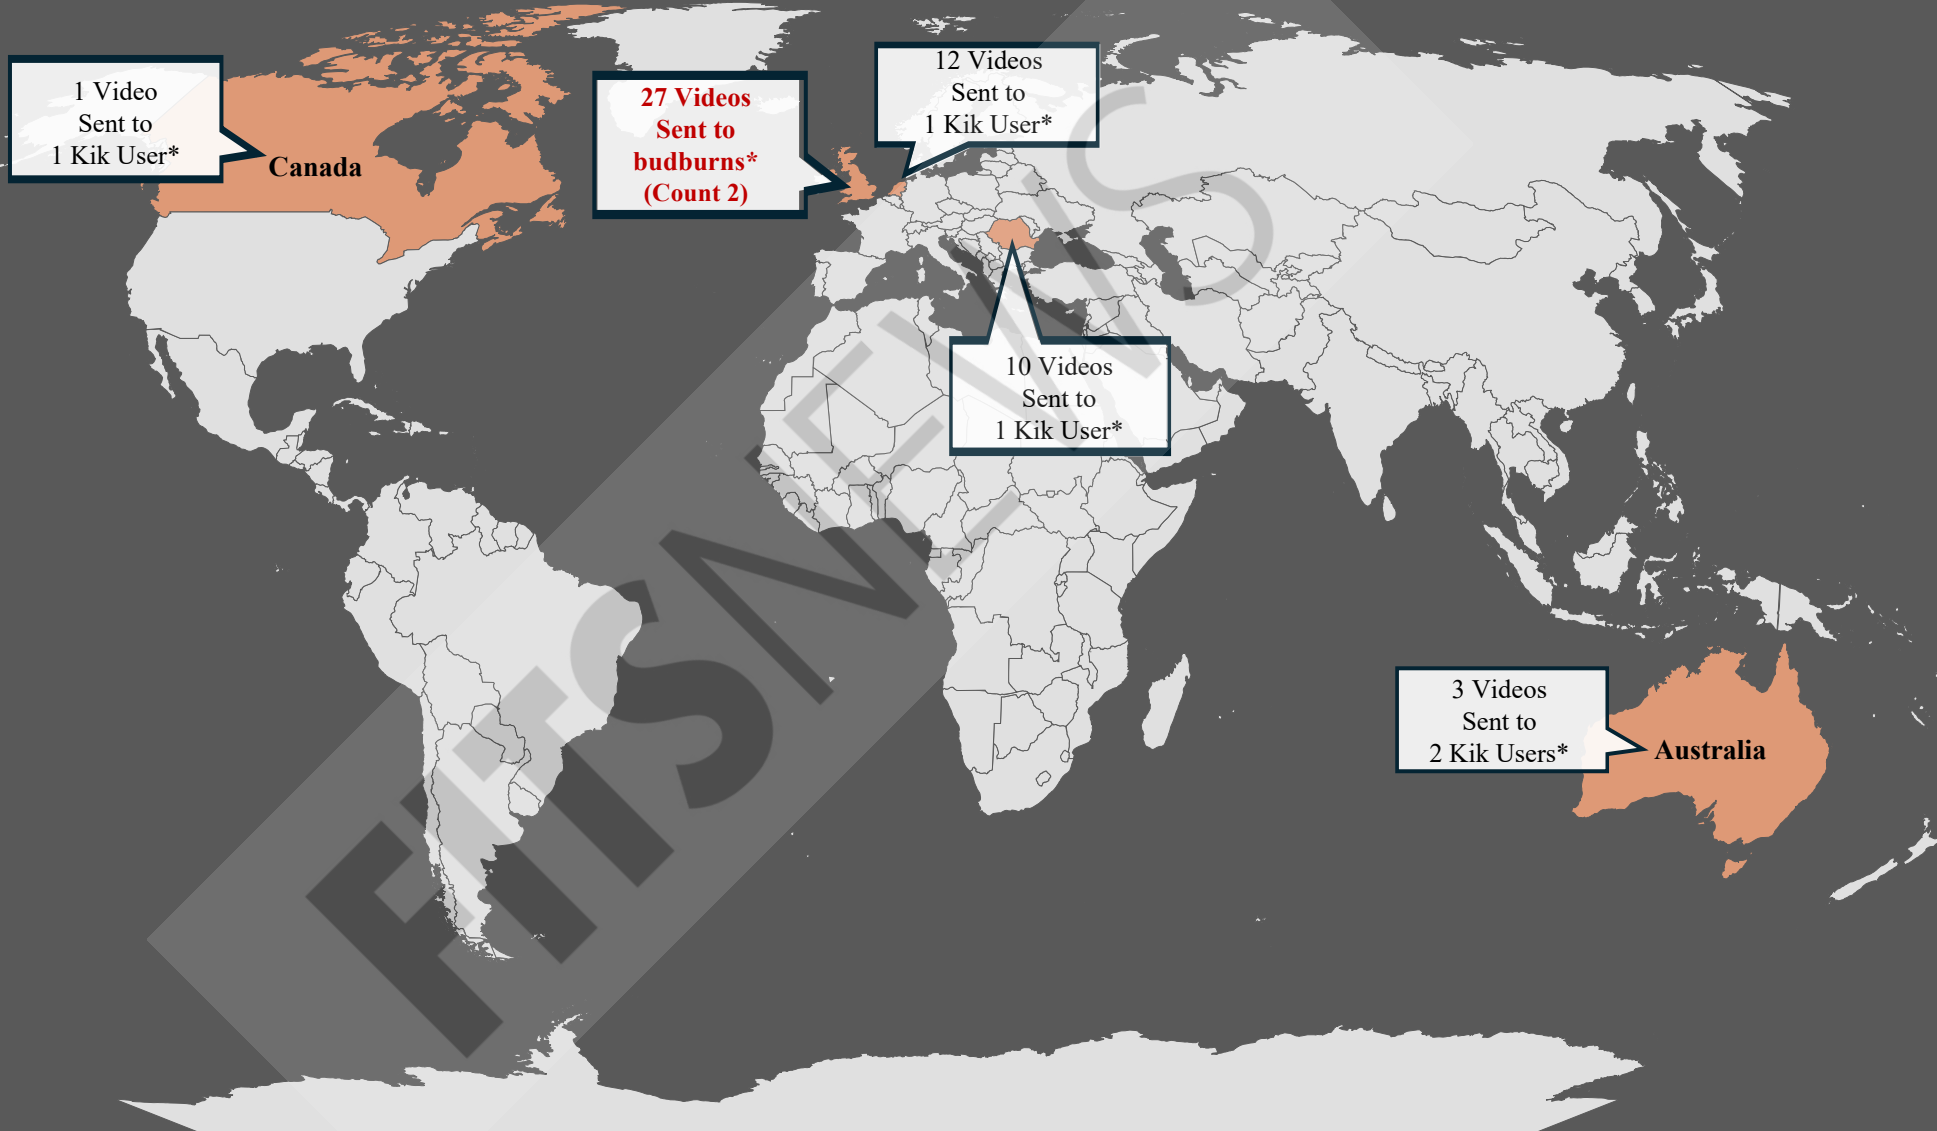 1 Video
Sent to
1 Kik User*
Canada
27 Videos
Sent to
budburns*
(Count 2)
12 Videos
Sent to
1 Kik User*
10 Videos
Sent to
1 Kik User*
3 Videos
Sent to
2 Kik Users*
Australia
HTSNEWS